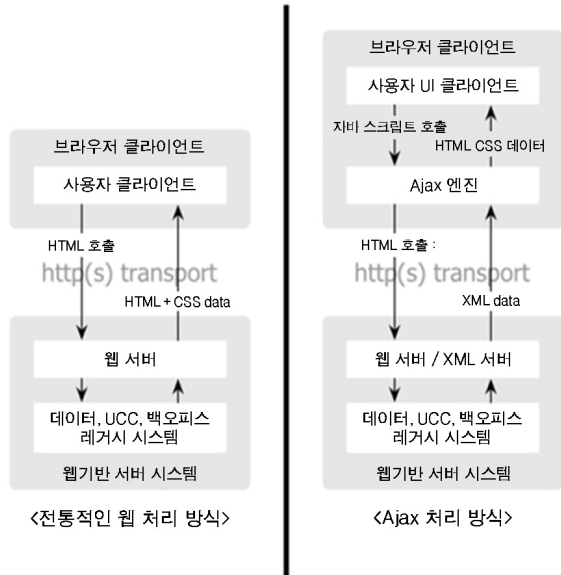 브라우저 클라이언트
사용자 클라이언트
HTML 호출
http(s) transport
HTML + CSS data
웹 서버
데이터, UCC, 백오피스
레거시 시스템
웹기반 서버 시스템
<전통적인 웹 처리 방식>
브라우저 클라이언트
사용자 UI 클라이언트
자바 스크립트 호출
HTML CSS 데이터
Ajax 엔진
HTML 호출 :
http(s) transport
XML data
웹 서버 / XML 서버
데이터, UCC, 백오피스
레거시 시스템
웹기반 서버 시스템
<Ajax 처리 방식>